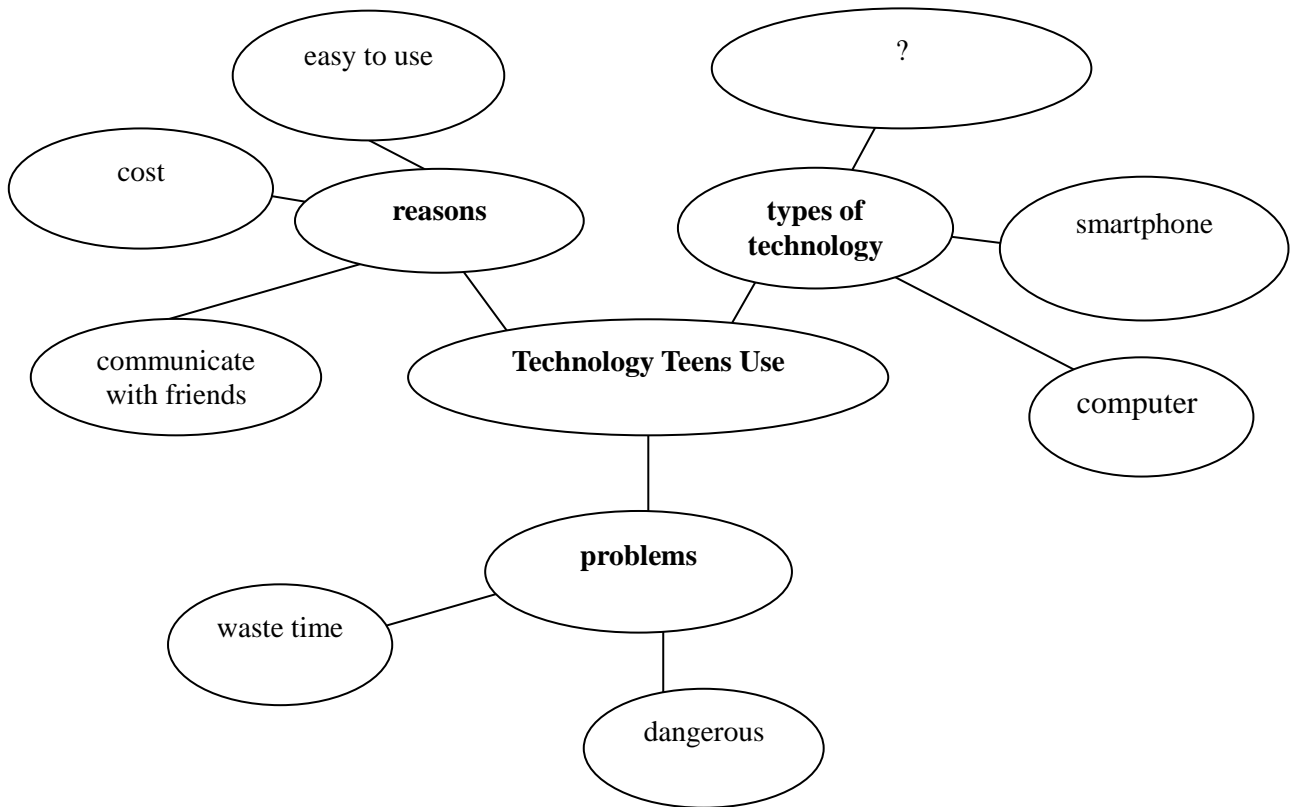 easy to use
?
cost
reasons
types of
technology
smartphone
communicate
with friends
Technology Teens Use
computer
problems
waste time
dangerous